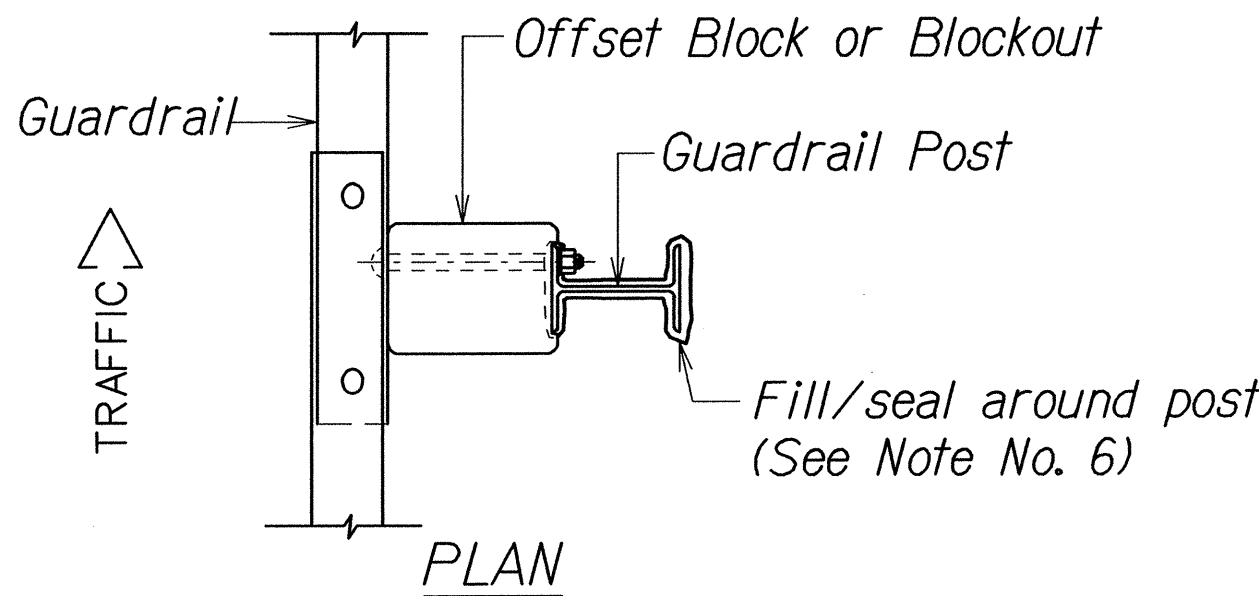 Offset Block or Blockout
Guardrail
Guardrail Post
TRAFFIC
Fill/seal around post
(See Note No. 6)
PLAN